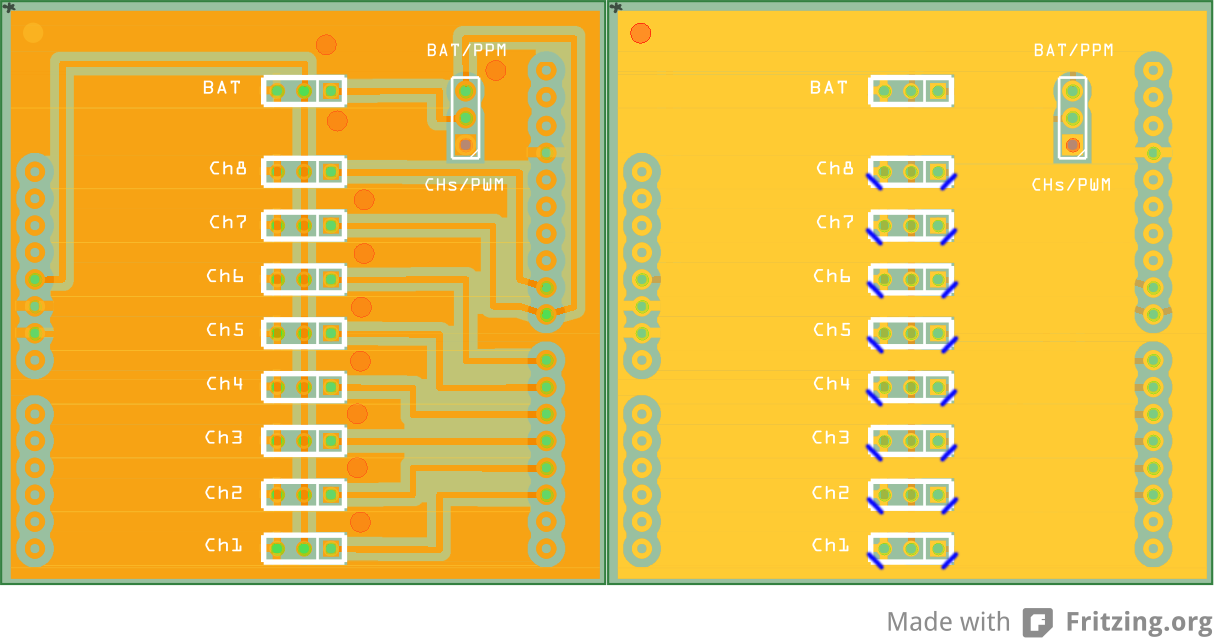 BAT/PPM
BAT
Ch8
CHs/PWM
Ch7
Ch6
Ch5
Ch4
Ch3
Ch2
Ch1
BAT/PPM
BAT
Ch8
CHs/PWM
Ch7
Ch6
Ch5
Ch4
Ch3
Ch2
Ch1
Made with Fritzing.org